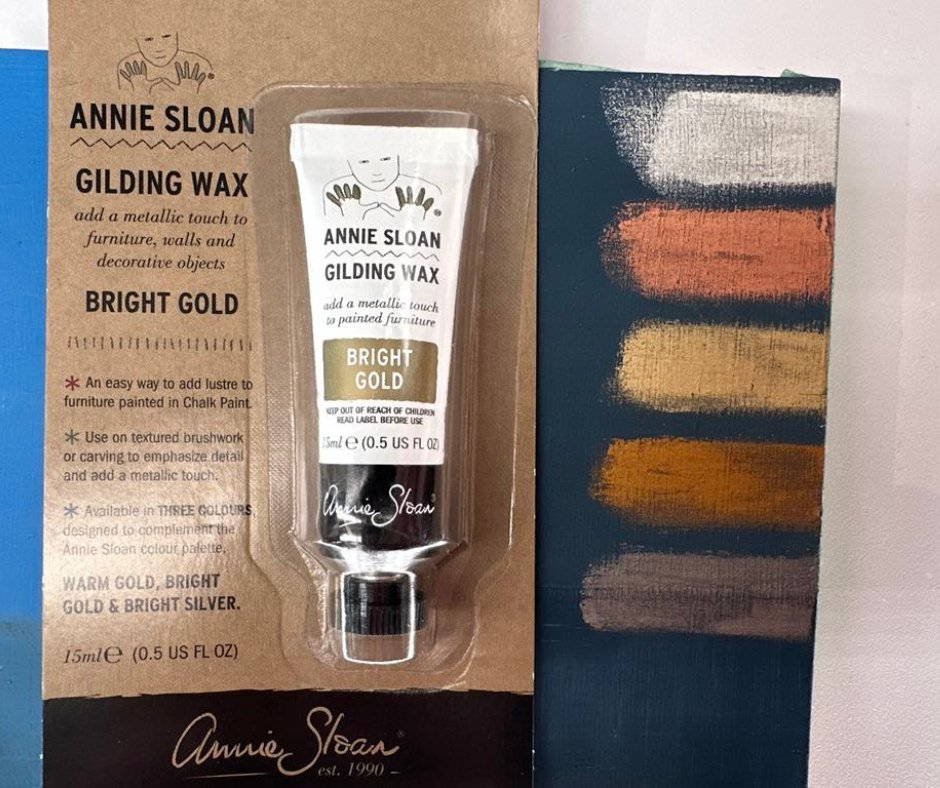 ANNIE SLOAN
GILDING WAX
add a metallic touch to
furniture, walls and
decorative objects
BRIGHT GOLD
* An easy way to add lustre to
furniture painted in Chalk Paint.
* Use on textured brushwork
or carving to emphasize detail
and add a metallic touch.
* Available in THREE COLOURS,
designed to complement the
Annie Sloan colour palette.
WARM GOLD, BRIGHT
GOLD & BRIGHT SILVER.
15ml e (0.5 US FL OZ)
ANNIE SLOAN
GILDING WAX
add a metallic touch
to painted furniture
BRIGHT
GOLD
KEEP OUT OF REACH OF CHILDREN
READ LABEL BEFORE USE
15ml e (0.5 US FL OZ)
Annie Sloan
Annie Sloan
est. 1990